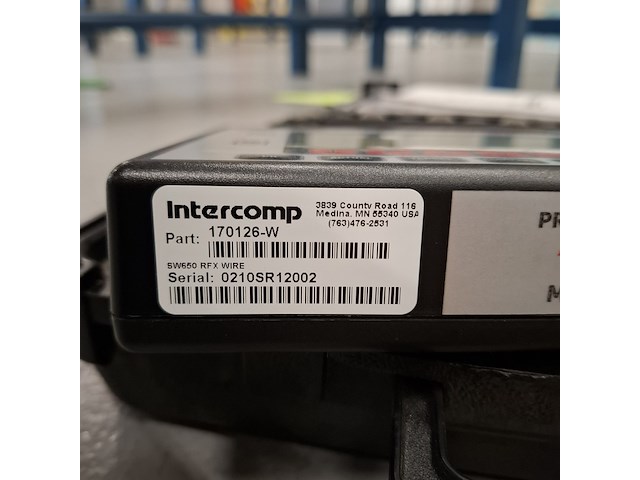 Intercomp
3839 County Road 116
Medina, MN 55340 USA
(763)476-2531
Part: 170126-W
SW650 RFX WIRE
Serial: 0210SR12002
PR
M